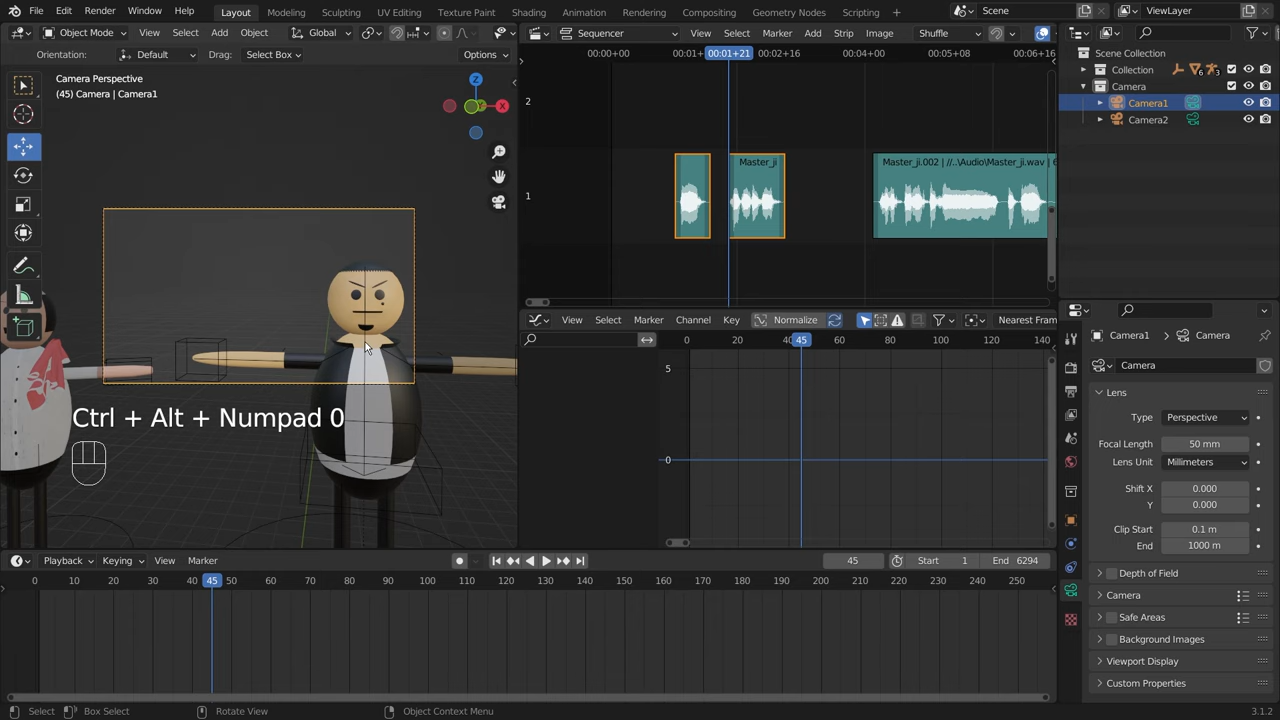 File Edit Render Window Help Layout Modeling Sculpting UV Editing Texture Paint Shading Animation Rendering Compositing Geometry Nodes Scripting Scene ViewLayer
Object Mode View Select Add Object Global Sequencer View Select Marker Add Strip Image Shuffle
Orientation: Default Drag: Select Box Options
00:00+00 00:01+ 00:01+21 00:02+16 00:04+00 00:05+08 00:06+16
Scene Collection
Collection 6 3
Camera
Camera1
Camera2
Camera Perspective
(45) Camera | Camera1
Z
X
2
1
Master_ji
Master_ji.002 | //..\Audio\Master_ji.wav | 6
View Select Marker Channel Key Normalize Nearest Fram
0 20 40 45 60 80 100 120 140
5
0
Ctrl + Alt + Numpad 0
Camera1 Camera
Camera
Lens
Type Perspective
Focal Length 50 mm
Lens Unit Millimeters
Shift X 0.000
Y 0.000
Clip Start 0.1 m
End 1000 m
Depth of Field
Camera
Safe Areas
Background Images
Viewport Display
Custom Properties
Playback Keying View Marker 45 Start 1 End 6294
0 10 20 30 40 45 50 60 70 80 90 100 110 120 130 140 150 160 170 180 190 200 210 220 230 240 250
Select Box Select Rotate View Object Context Menu 3.1.2